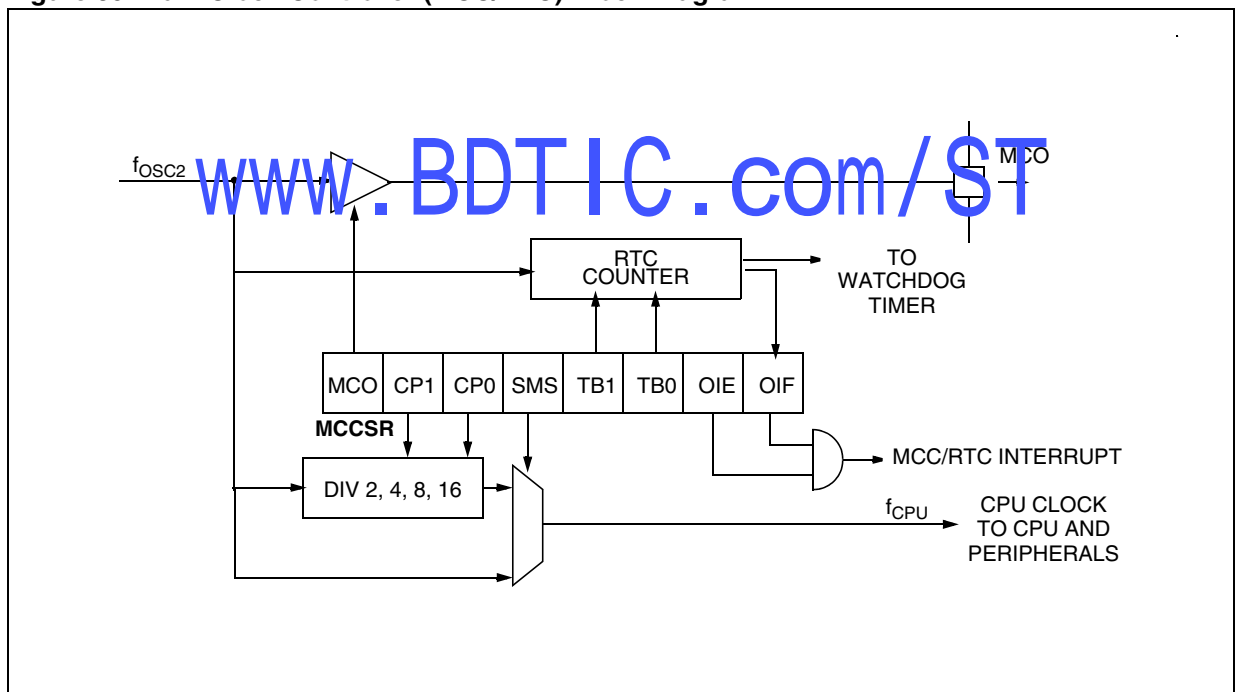 fOSC2
www.BDTIC.com/ST
MCO
RTC
COUNTER
TO
WATCHDOG
TIMER
MCO CP1 CP0 SMS TB1 TB0 OIE OIF
MCCSR
MCC/RTC INTERRUPT
DIV 2, 4, 8, 16
fCPU
CPU CLOCK
TO CPU AND
PERIPHERALS